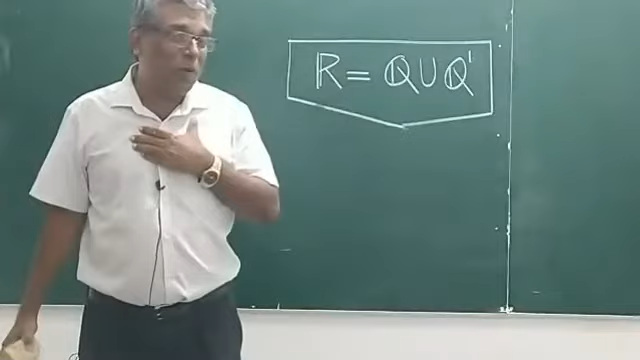 ℝ = ℚ ∪ ℚ'